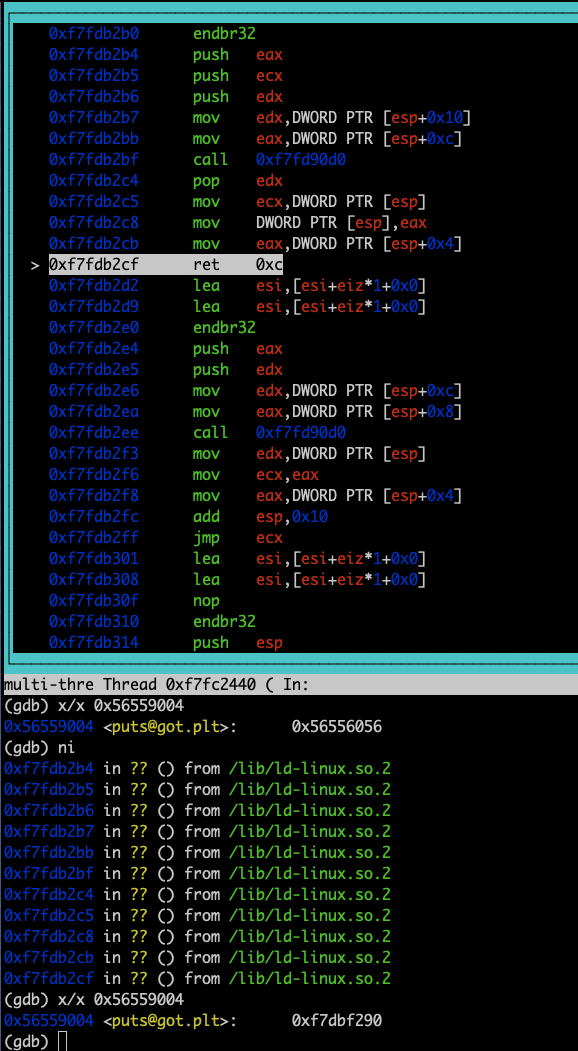 0xf7fdb2b0 endbr32
0xf7fdb2b4 push eax
0xf7fdb2b5 push ecx
0xf7fdb2b6 push edx
0xf7fdb2b7 mov edx,DWORD PTR [esp+0x10]
0xf7fdb2bb mov eax,DWORD PTR [esp+0xc]
0xf7fdb2bf call 0xf7fd90d0
0xf7fdb2c4 pop edx
0xf7fdb2c5 mov ecx,DWORD PTR [esp]
0xf7fdb2c8 mov DWORD PTR [esp],eax
0xf7fdb2cb mov eax,DWORD PTR [esp+0x4]
> 0xf7fdb2cf ret 0xc
0xf7fdb2d2 lea esi,[esi+eiz*1+0x0]
0xf7fdb2d9 lea esi,[esi+eiz*1+0x0]
0xf7fdb2e0 endbr32
0xf7fdb2e4 push eax
0xf7fdb2e5 push edx
0xf7fdb2e6 mov edx,DWORD PTR [esp+0xc]
0xf7fdb2ea mov eax,DWORD PTR [esp+0x8]
0xf7fdb2ee call 0xf7fd90d0
0xf7fdb2f3 mov edx,DWORD PTR [esp]
0xf7fdb2f6 mov ecx,eax
0xf7fdb2f8 mov eax,DWORD PTR [esp+0x4]
0xf7fdb2fc add esp,0x10
0xf7fdb2ff jmp ecx
0xf7fdb301 lea esi,[esi+eiz*1+0x0]
0xf7fdb308 lea esi,[esi+eiz*1+0x0]
0xf7fdb30f nop
0xf7fdb310 endbr32
0xf7fdb314 push esp
multi-thre Thread 0xf7fc2440 ( In:
(gdb) x/x 0x56559004
0x56559004 <puts@got.plt>: 0x56556056
(gdb) ni
0xf7fdb2b4 in ?? () from /lib/ld-linux.so.2
0xf7fdb2b5 in ?? () from /lib/ld-linux.so.2
0xf7fdb2b6 in ?? () from /lib/ld-linux.so.2
0xf7fdb2b7 in ?? () from /lib/ld-linux.so.2
0xf7fdb2bb in ?? () from /lib/ld-linux.so.2
0xf7fdb2bf in ?? () from /lib/ld-linux.so.2
0xf7fdb2c4 in ?? () from /lib/ld-linux.so.2
0xf7fdb2c5 in ?? () from /lib/ld-linux.so.2
0xf7fdb2c8 in ?? () from /lib/ld-linux.so.2
0xf7fdb2cb in ?? () from /lib/ld-linux.so.2
0xf7fdb2cf in ?? () from /lib/ld-linux.so.2
(gdb) x/x 0x56559004
0x56559004 <puts@got.plt>: 0xf7dbf290
(gdb)